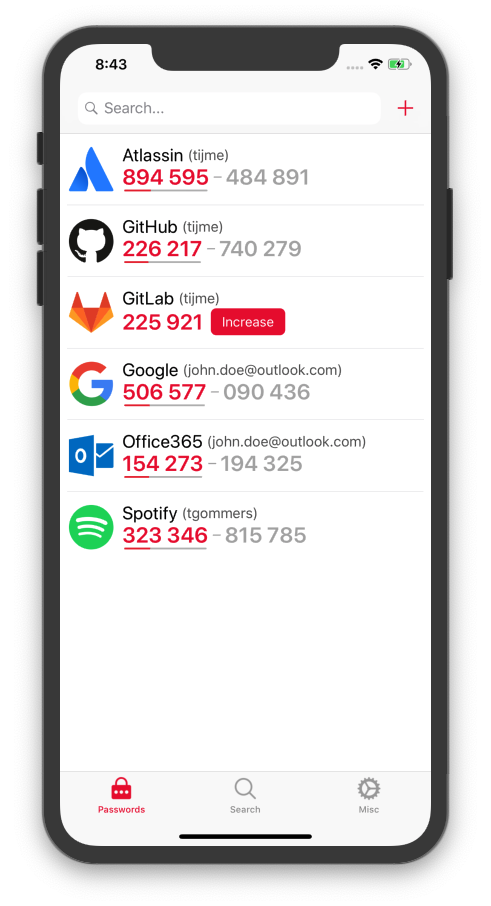 8:43
Search...
Atlassin (tijme)
894 595 – 484 891
GitHub (tijme)
226 217 – 740 279
GitLab (tijme)
225 921 Increase
Google (john.doe@outlook.com)
506 577 – 090 436
Office365 (john.doe@outlook.com)
154 273 – 194 325
Spotify (tgommers)
323 346 – 815 785
Passwords Search Misc